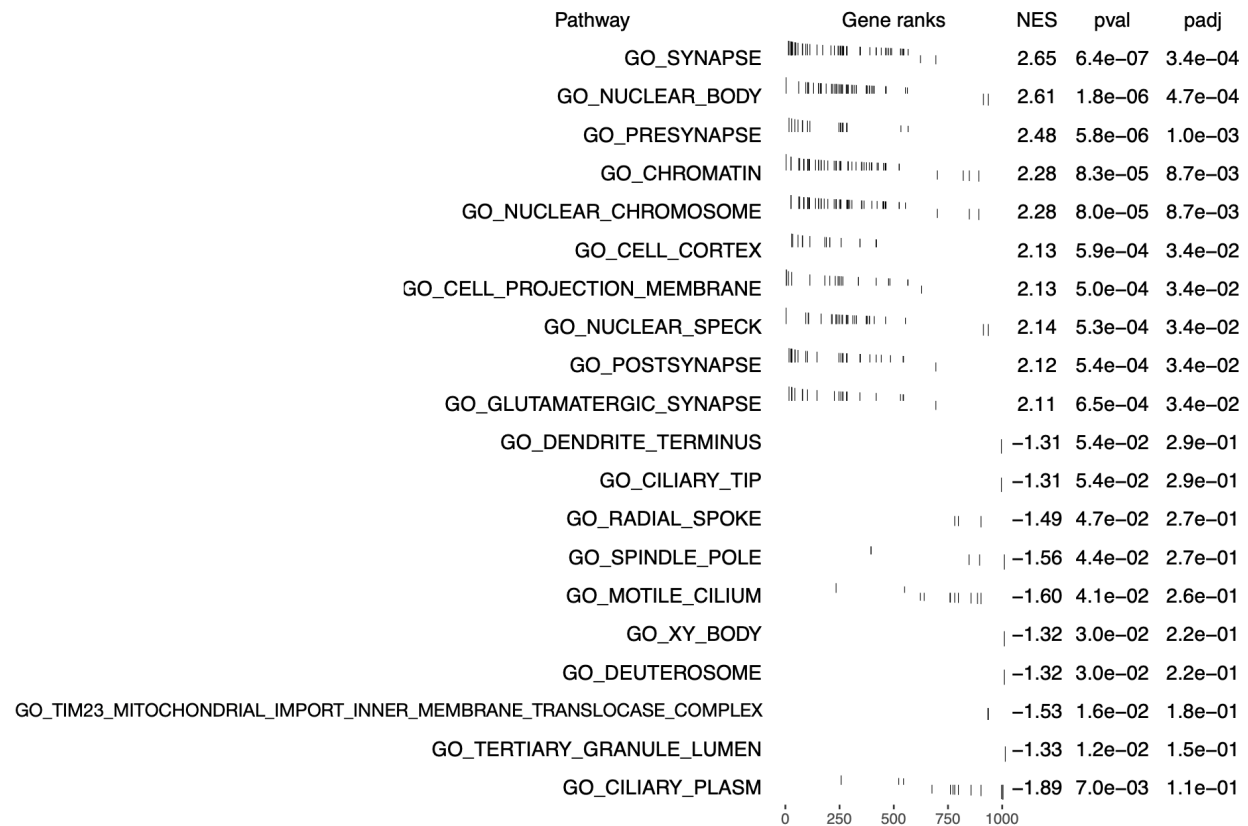 Pathway Gene ranks NES pval padj
GO_SYNAPSE 2.65 6.4e−07 3.4e−04
GO_NUCLEAR_BODY 2.61 1.8e−06 4.7e−04
GO_PRESYNAPSE 2.48 5.8e−06 1.0e−03
GO_CHROMATIN 2.28 8.3e−05 8.7e−03
GO_NUCLEAR_CHROMOSOME 2.28 8.0e−05 8.7e−03
GO_CELL_CORTEX 2.13 5.9e−04 3.4e−02
GO_CELL_PROJECTION_MEMBRANE 2.13 5.0e−04 3.4e−02
GO_NUCLEAR_SPECK 2.14 5.3e−04 3.4e−02
GO_POSTSYNAPSE 2.12 5.4e−04 3.4e−02
GO_GLUTAMATERGIC_SYNAPSE 2.11 6.5e−04 3.4e−02
GO_DENDRITE_TERMINUS −1.31 5.4e−02 2.9e−01
GO_CILIARY_TIP −1.31 5.4e−02 2.9e−01
GO_RADIAL_SPOKE −1.49 4.7e−02 2.7e−01
GO_SPINDLE_POLE −1.56 4.4e−02 2.7e−01
GO_MOTILE_CILIUM −1.60 4.1e−02 2.6e−01
GO_XY_BODY −1.32 3.0e−02 2.2e−01
GO_DEUTEROSOME −1.32 3.0e−02 2.2e−01
GO_TIM23_MITOCHONDRIAL_IMPORT_INNER_MEMBRANE_TRANSLOCASE_COMPLEX −1.53 1.6e−02 1.8e−01
GO_TERTIARY_GRANULE_LUMEN −1.33 1.2e−02 1.5e−01
GO_CILIARY_PLASM −1.89 7.0e−03 1.1e−01
0 250 500 750 1000